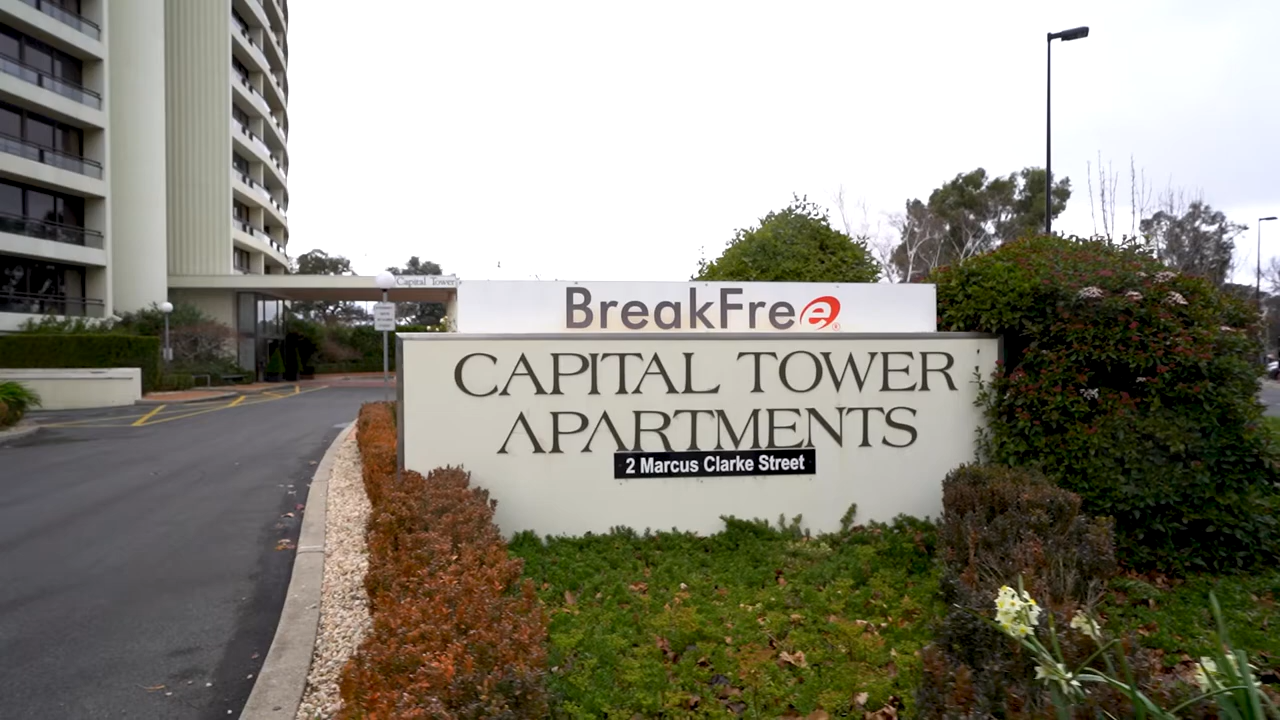 Capital Tower
BreakFree
CAPITAL TOWER
APARTMENTS
2 Marcus Clarke Street